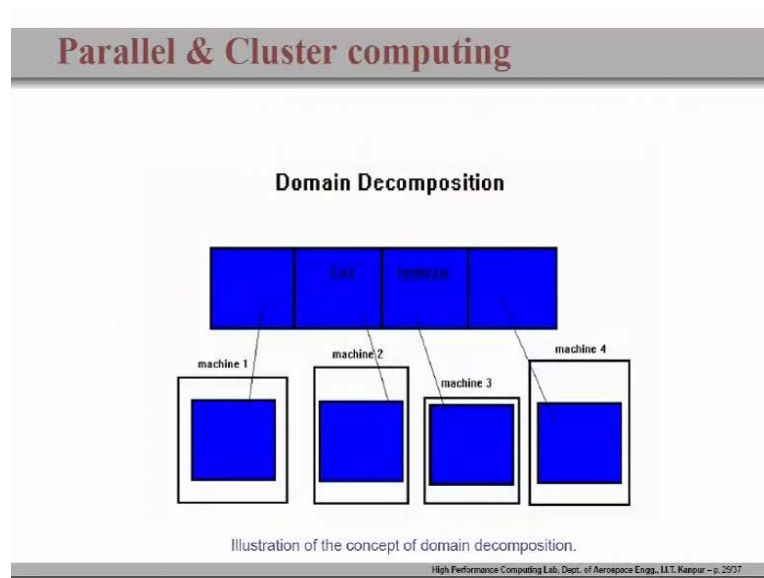 Parallel & Cluster computing
Domain Decomposition
machine 1
machine 2
machine 3
machine 4
Illustration of the concept of domain decomposition.
High Performance Computing Lab, Dept. of Aerospace Engg., I.I.T. Kanpur – p. 29/37